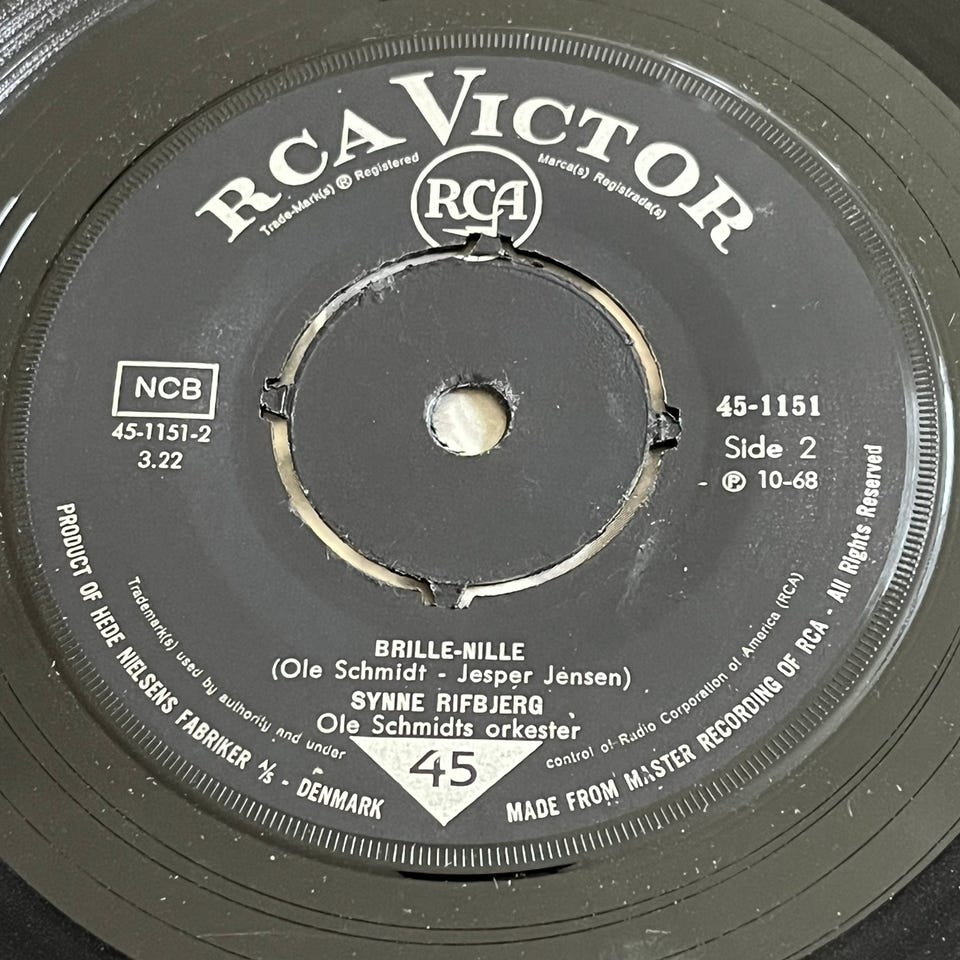 RCA VICTOR
Trade-Mark(s) ® Registered
Marca(s) Registrada(s)
RCA
NCB
45-1151-2
3.22
45-1151
Side 2
℗ 10-68
BRILLE-NILLE
(Ole Schmidt - Jesper Jensen)
SYNNE RIFBJERG
Ole Schmidts orkester
45
Trademark(s) used by authority and under control of Radio Corporation of America (RCA)
PRODUCT OF HEDE NIELSENS FABRIKER A/S - DENMARK
MADE FROM MASTER RECORDING OF RCA - All Rights Reserved